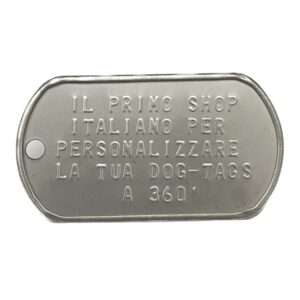 IL PRIMO SHOP
ITALIANO PER
PERSONALIZZARE
LA TUA DOG-TAGS
A 360'